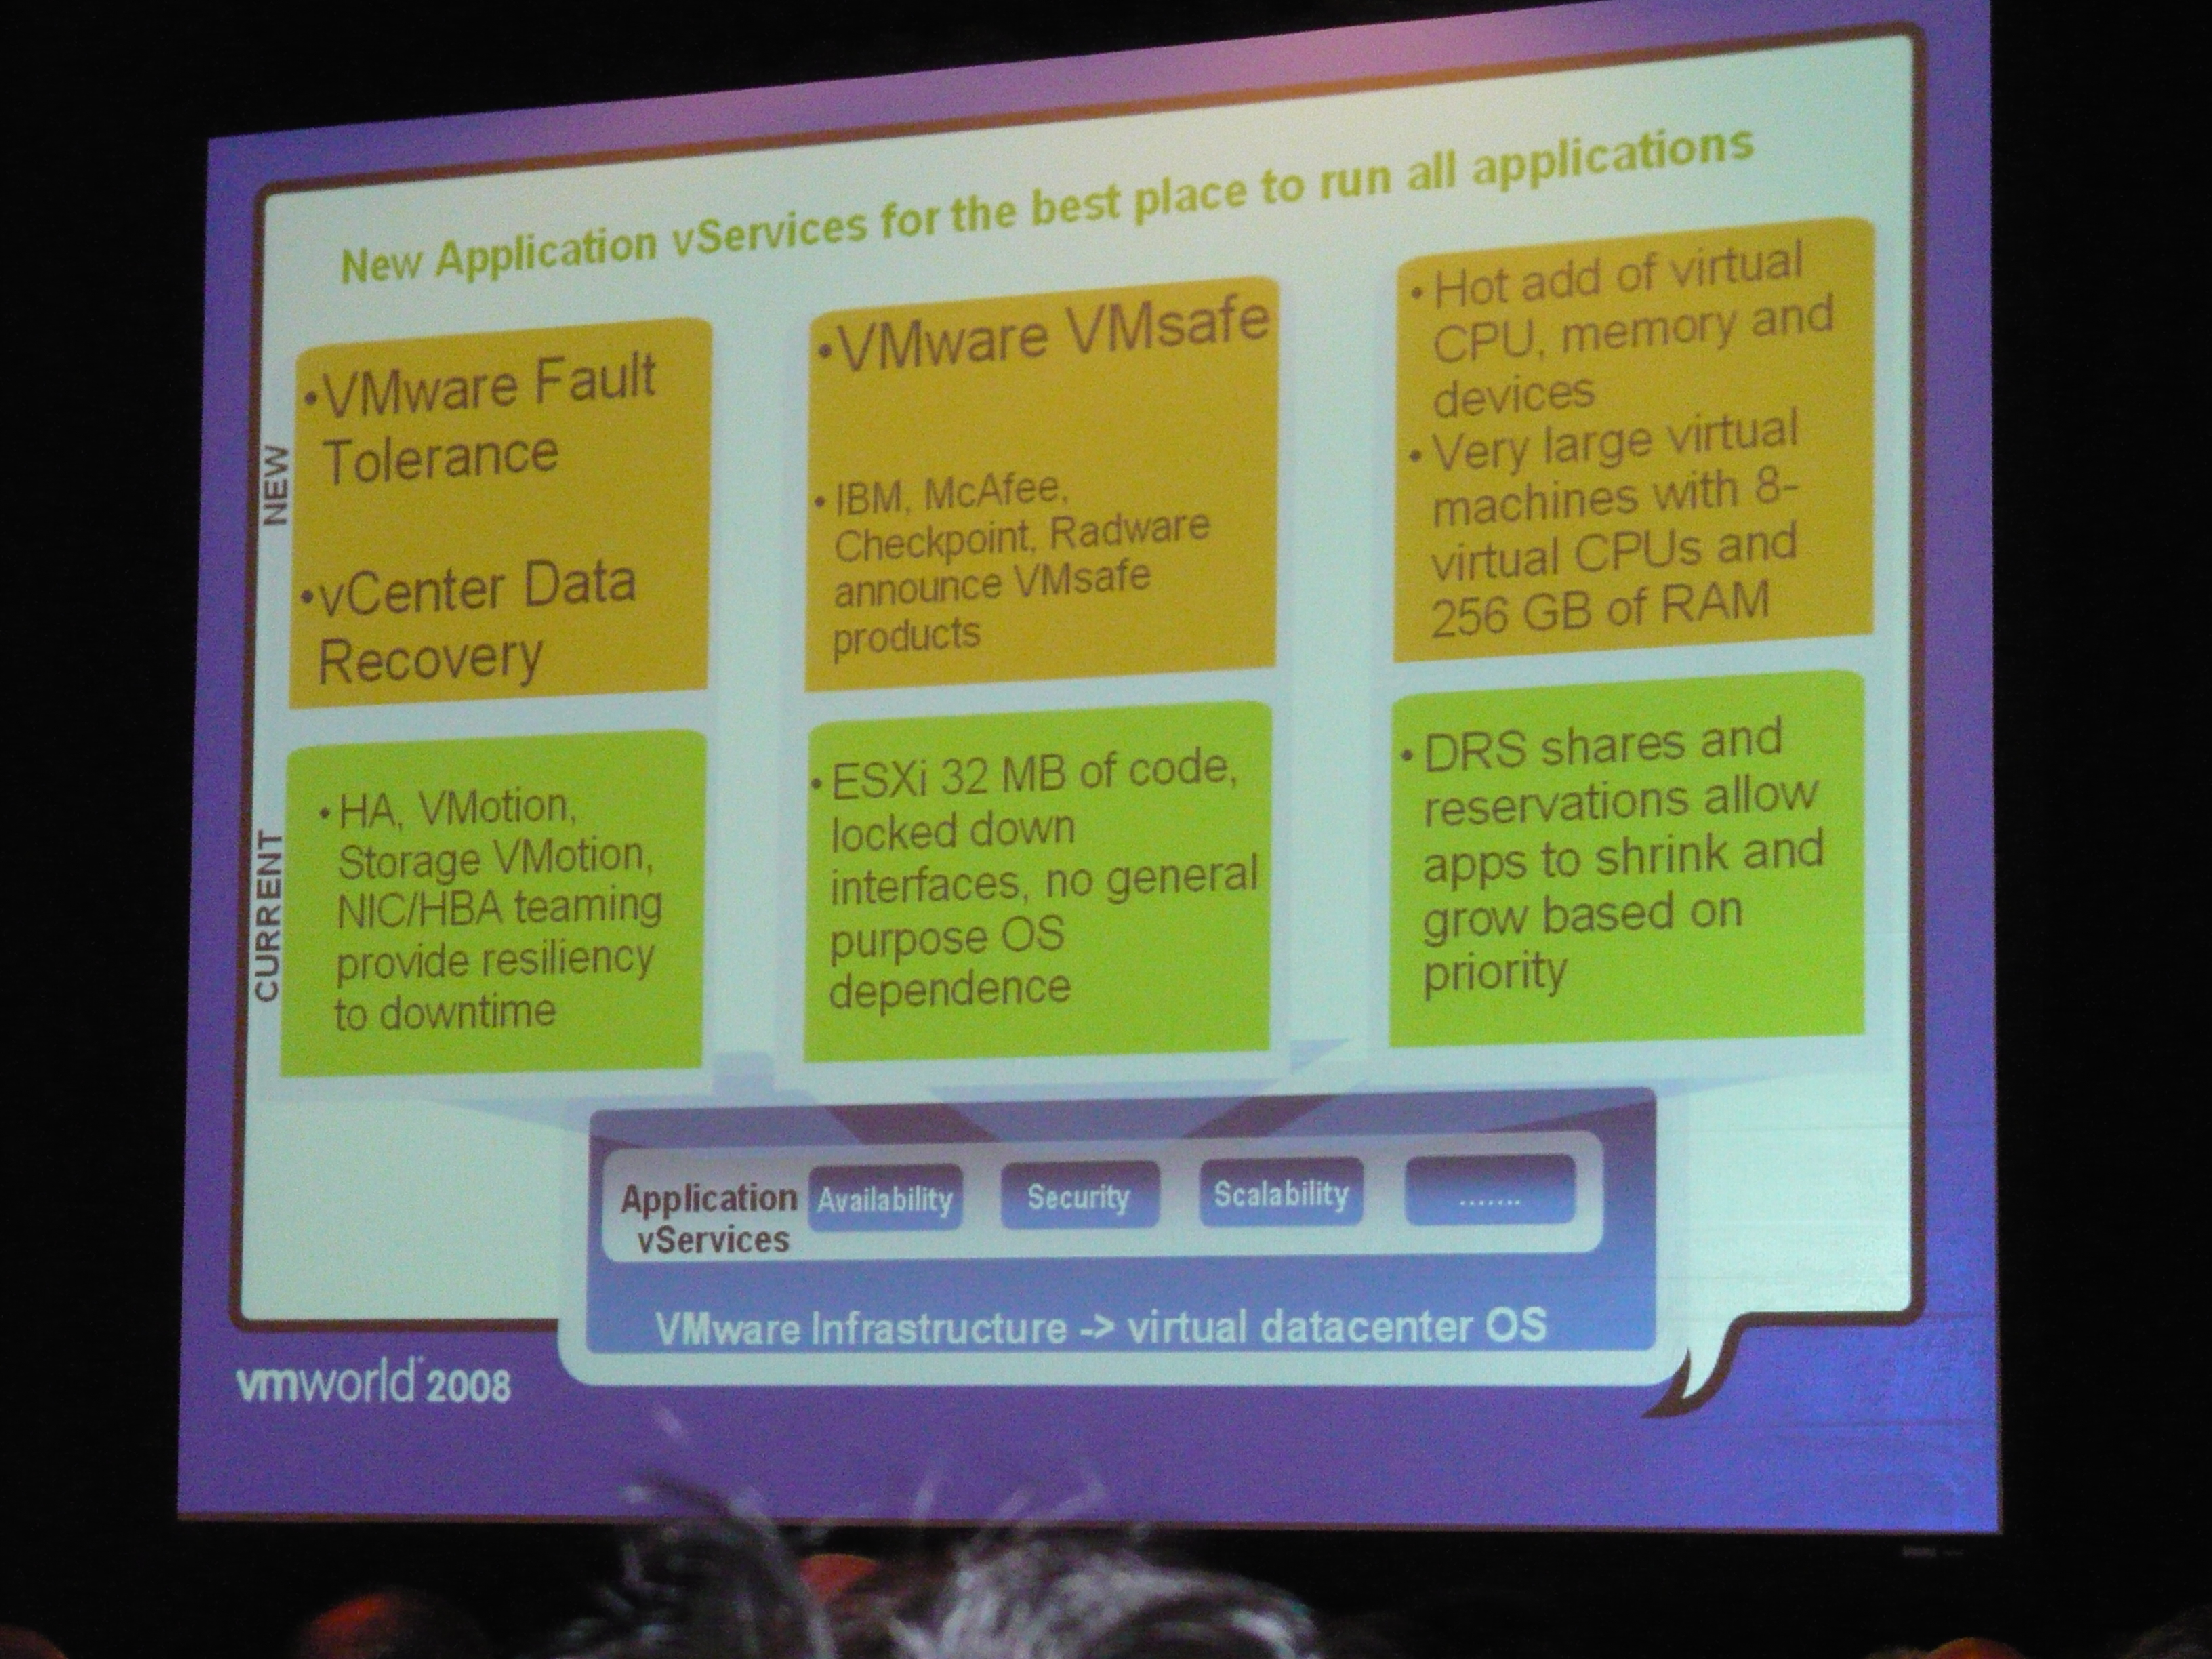 New Application vServices for the best place to run all applications
NEW
•VMware Fault
Tolerance
•vCenter Data
Recovery
•VMware VMsafe
• IBM, McAfee,
Checkpoint, Radware
announce VMsafe
products
• Hot add of virtual
CPU, memory and
devices
• Very large virtual
machines with 8-
virtual CPUs and
256 GB of RAM
CURRENT
• HA, VMotion,
Storage VMotion,
NIC/HBA teaming
provide resiliency
to downtime
• ESXi 32 MB of code,
locked down
interfaces, no general
purpose OS
dependence
• DRS shares and
reservations allow
apps to shrink and
grow based on
priority
Application
vServices
Availability
Security
Scalability
.......
VMware Infrastructure -> virtual datacenter OS
vmworld 2008